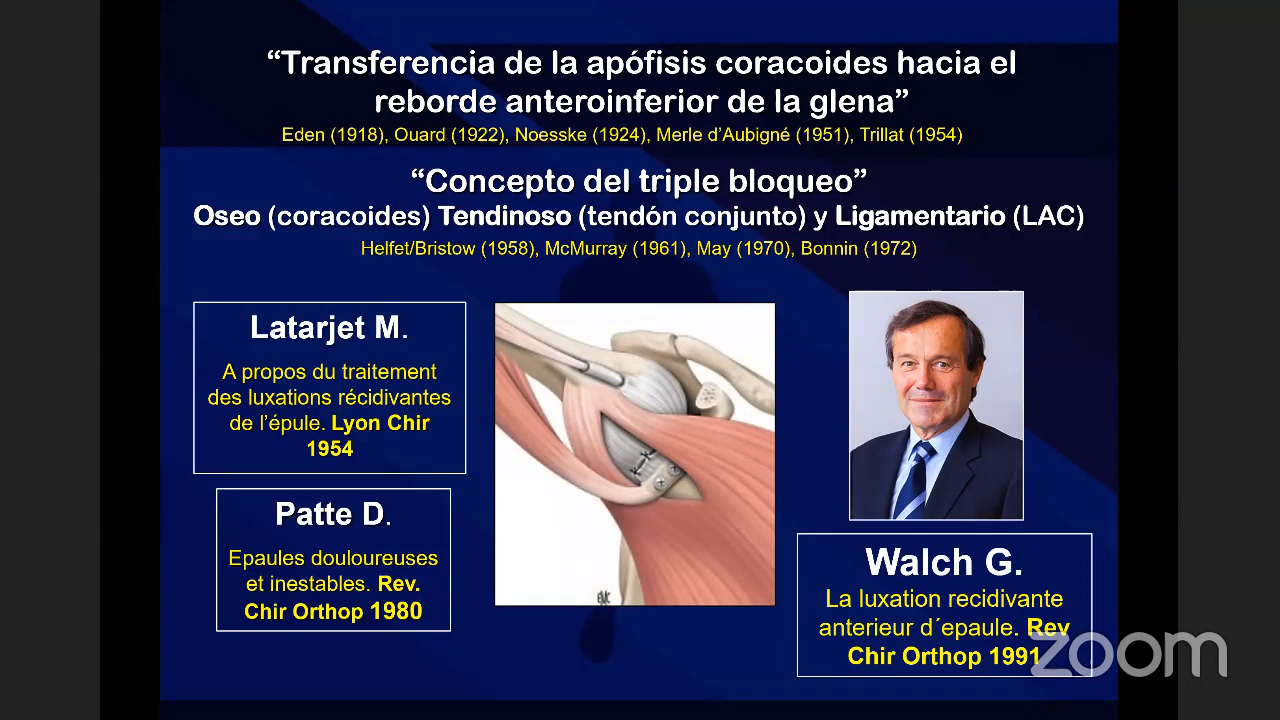 “Transferencia de la apófisis coracoides hacia el
reborde anteroinferior de la glena”
Eden (1918), Ouard (1922), Noesske (1924), Merle d’Aubigné (1951), Trillat (1954)
“Concepto del triple bloqueo”
Oseo (coracoides) Tendinoso (tendón conjunto) y Ligamentario (LAC)
Helfet/Bristow (1958), McMurray (1961), May (1970), Bonnin (1972)
Latarjet M.
A propos du traitement
des luxations récidivantes
de l’épule. Lyon Chir
1954
Patte D.
Epaules douloureuses
et inestables. Rev.
Chir Orthop 1980
Walch G.
La luxation recidivante
anterieur d´epaule. Rev
Chir Orthop 1991
zoom